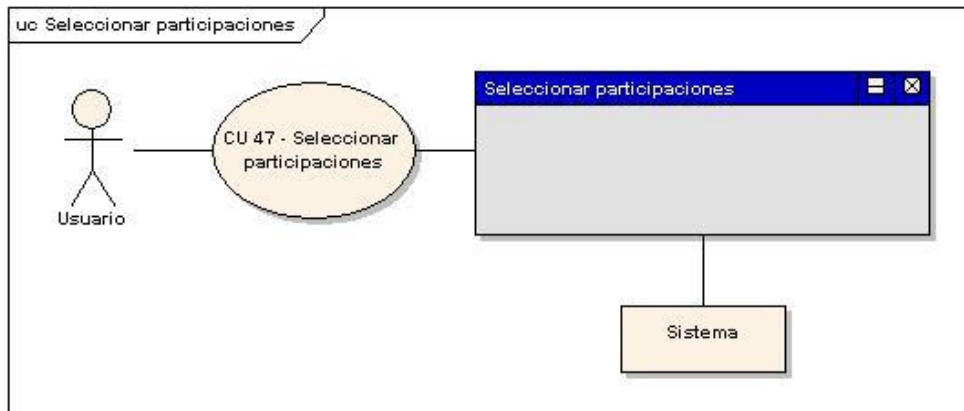 uc Seleccionar participaciones
Seleccionar participaciones
CU 47 - Seleccionar
participaciones
Usuario
Sistema